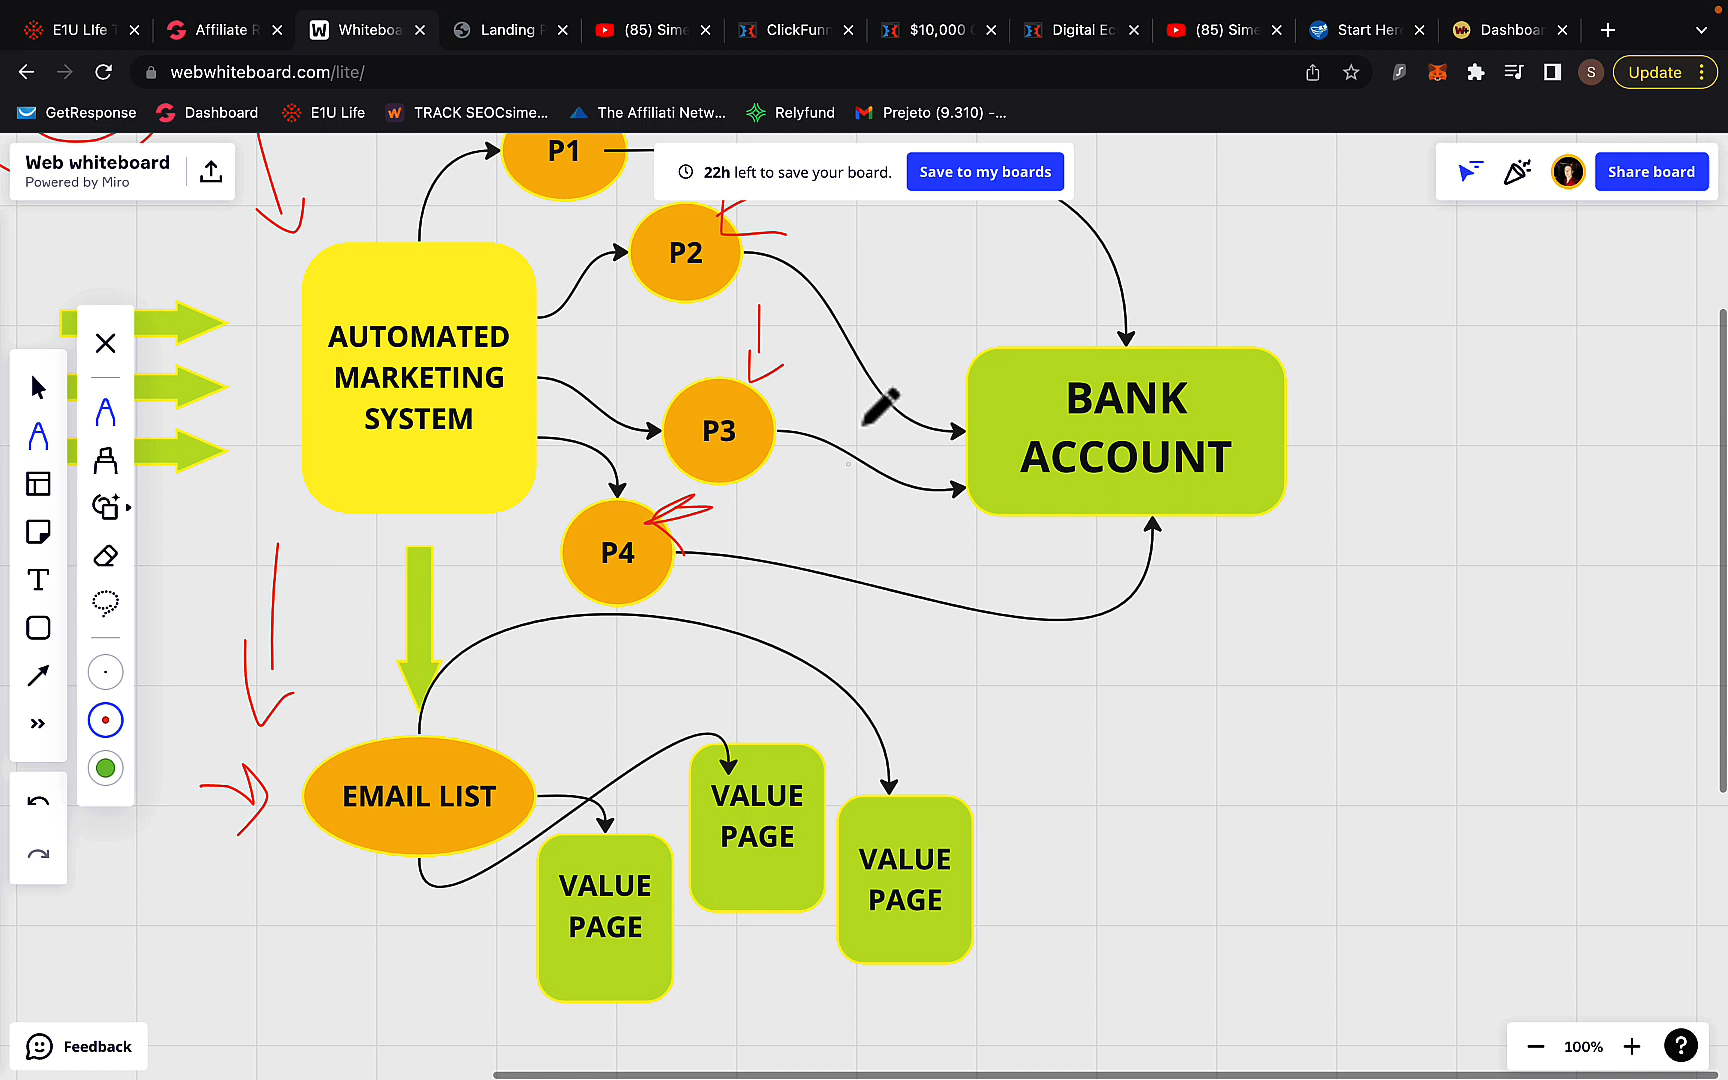 E1U LIfe T
Affiliate R
Whiteboa
Landing P
(85) Sime
ClickFunn
$10,000 C
Digital Ec
(85) Sime
Start Here
Dashboar
webwhiteboard.com/lite/
S
Update
GetResponse
Dashboard
E1U Life
TRACK SEOCsime...
The Affiliati Netw...
Relyfund
Prejeto (9.310) –...
Web whiteboard
Powered by Miro
22h left to save your board.
Save to my boards
Share board
P1
P2
P3
P4
AUTOMATED
MARKETING
SYSTEM
BANK
ACCOUNT
EMAIL LIST
VALUE
PAGE
VALUE
PAGE
VALUE
PAGE
T
Feedback
100%
?